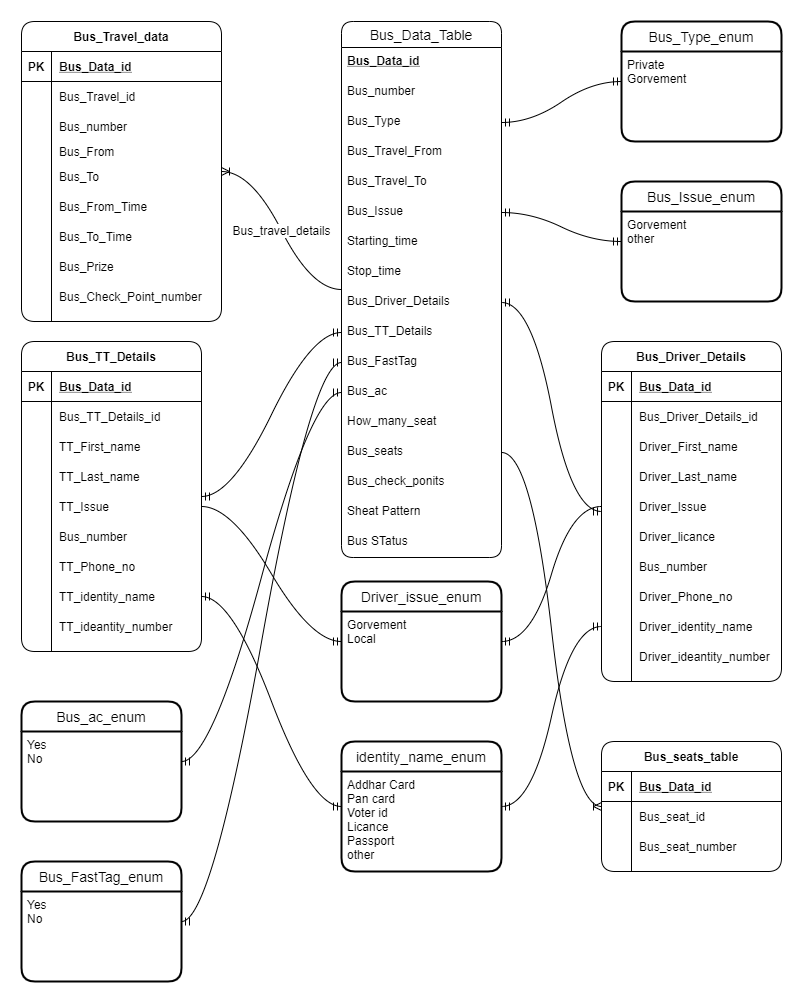 Bus_Travel_data
PK Bus_Data_id
Bus_Travel_id
Bus_number
Bus_From
Bus_To
Bus_From_Time
Bus_To_Time
Bus_Prize
Bus_Check_Point_number
Bus_travel_details
Bus_Data_Table
Bus_Data_id
Bus_number
Bus_Type
Bus_Travel_From
Bus_Travel_To
Bus_Issue
Starting_time
Stop_time
Bus_Driver_Details
Bus_TT_Details
Bus_FastTag
Bus_ac
How_many_seat
Bus_seats
Bus_check_ponits
Sheat Pattern
Bus STatus
Bus_Type_enum
Private
Gorvement
Bus_Issue_enum
Gorvement
other
Bus_TT_Details
PK Bus_Data_id
Bus_TT_Details_id
TT_First_name
TT_Last_name
TT_Issue
Bus_number
TT_Phone_no
TT_identity_name
TT_ideantity_number
Bus_Driver_Details
PK Bus_Data_id
Bus_Driver_Details_id
Driver_First_name
Driver_Last_name
Driver_Issue
Driver_licance
Bus_number
Driver_Phone_no
Driver_identity_name
Driver_ideantity_number
Driver_issue_enum
Gorvement
Local
Bus_ac_enum
Yes
No
identity_name_enum
Addhar Card
Pan card
Voter id
Licance
Passport
other
Bus_seats_table
PK Bus_Data_id
Bus_seat_id
Bus_seat_number
Bus_FastTag_enum
Yes
No